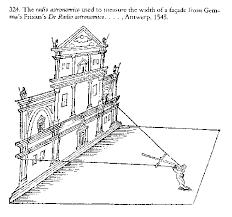 324. The radio astronomico used to measure the width of a façade from Gem-
ma's Frisius's De Radio astronomico. . . . . , Antwerp, 1545.